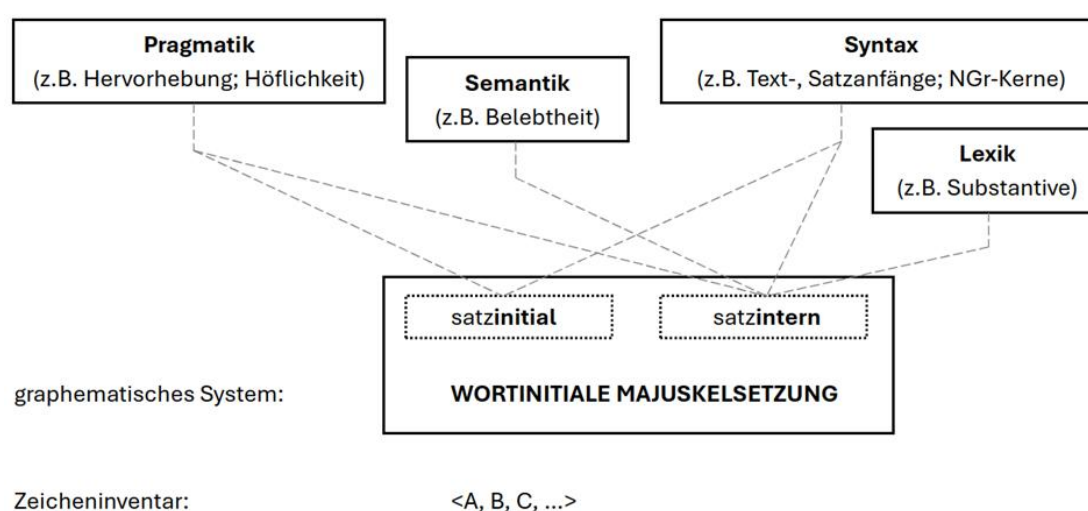 Pragmatik
(z.B. Hervorhebung; Höflichkeit)
Semantik
(z.B. Belebtheit)
Syntax
(z.B. Text-, Satzanfänge; NGr-Kerne)
Lexik
(z.B. Substantive)
satzinitial
satzintern
graphematisches System:
WORTINITIALE MAJUSKELSETZUNG
Zeicheninventar:
<A, B, C, ...>